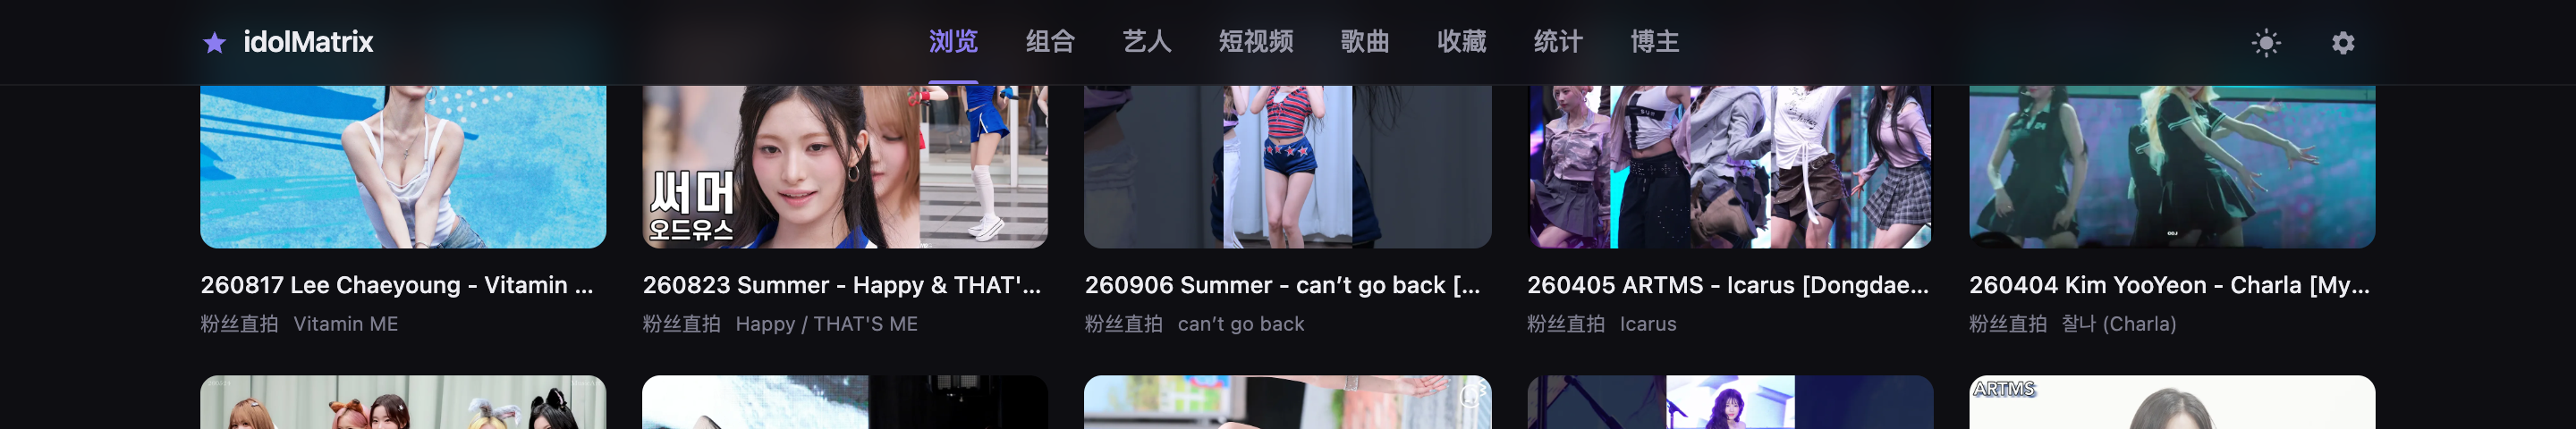 idolMatrix
浏览 组合 艺人 短视频 歌曲 收藏 统计 博主
써머
오드유스
260817 Lee Chaeyoung - Vitamin ...
粉丝直拍 Vitamin ME
260823 Summer - Happy & THAT'...
粉丝直拍 Happy / THAT'S ME
260906 Summer - can’t go back [...
粉丝直拍 can’t go back
260405 ARTMS - Icarus [Dongdae...
粉丝直拍 Icarus
260404 Kim YooYeon - Charla [My...
粉丝直拍 찰나 (Charla)
ARTMS